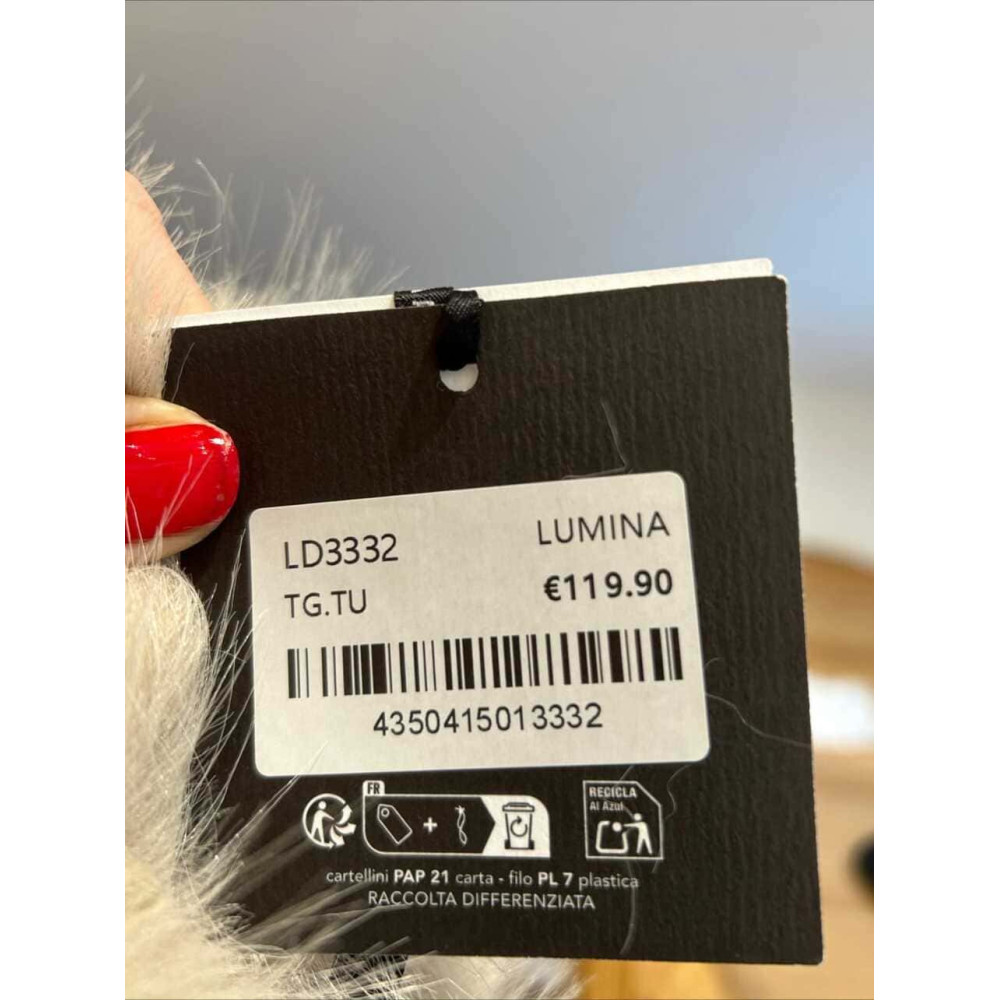 LD3332
LUMINA
TG.TU
€119.90
4350415013332
FR
RECICLA
Al Azul
cartellini PAP 21 carta - filo PL 7 plastica
RACCOLTA DIFFERENZIATA